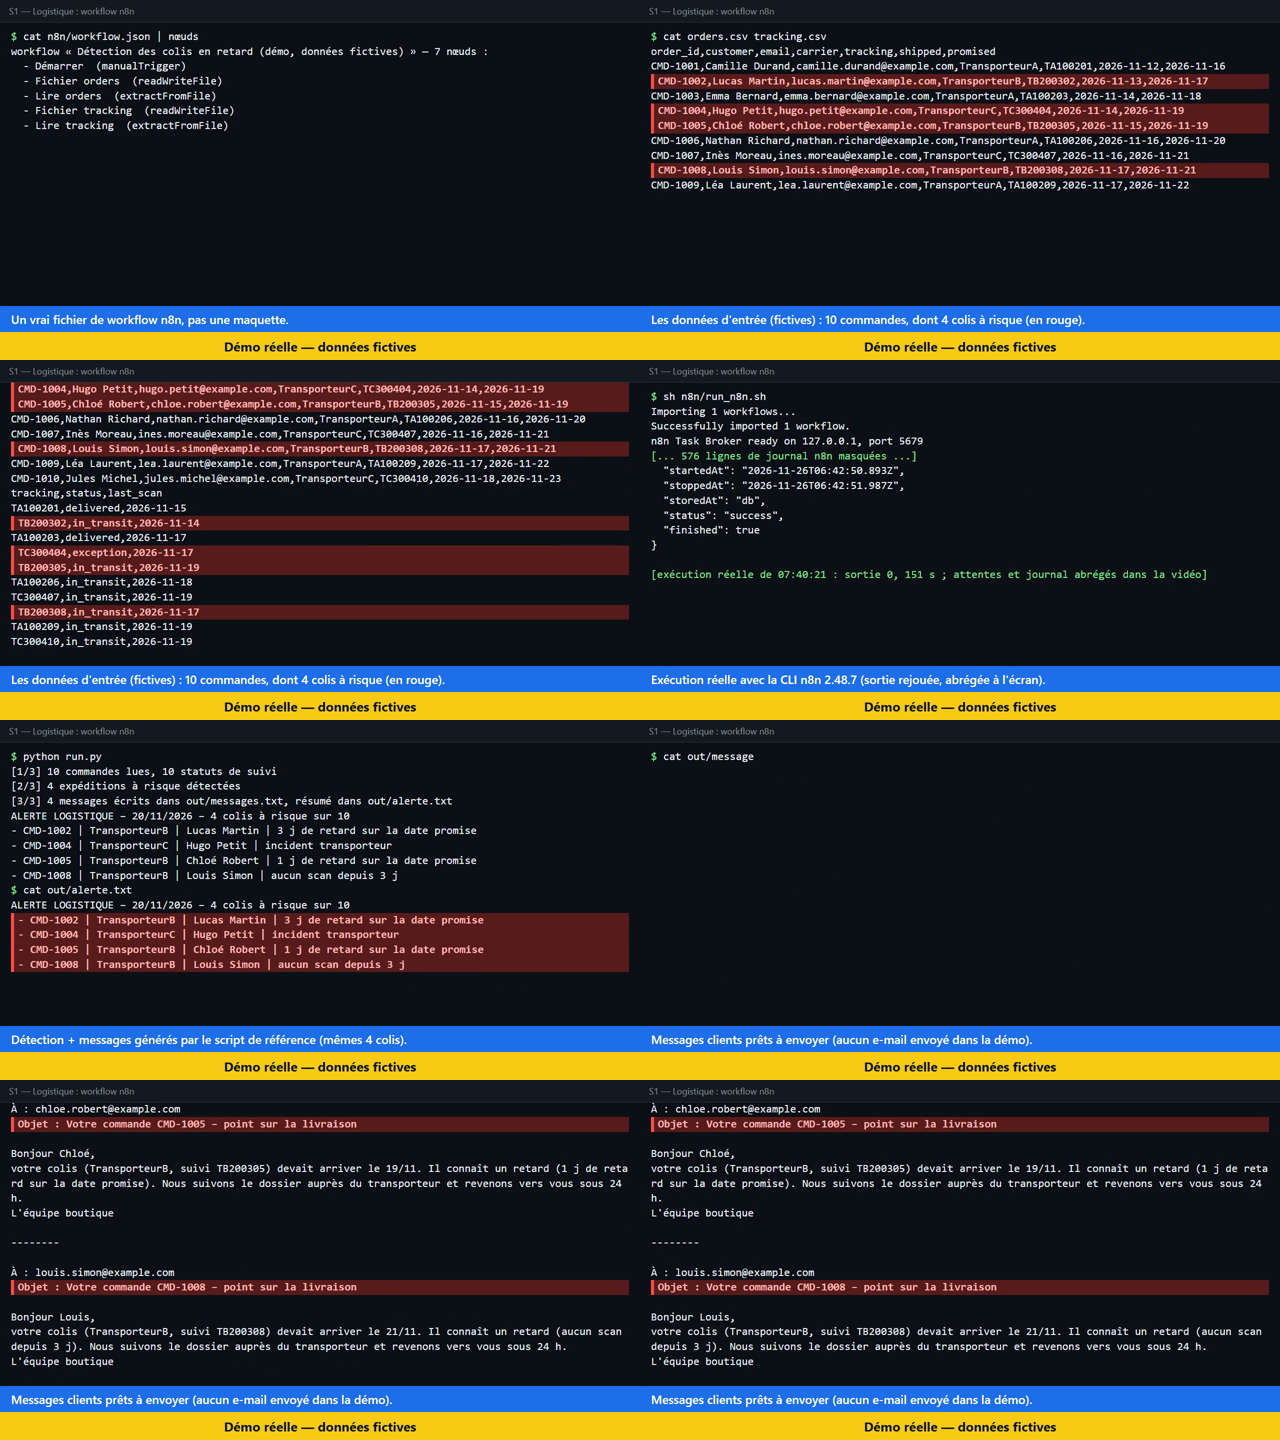 S1 — Logistique : workflow n8n
$ cat n8n/workflow.json | nœuds
workflow « Détection des colis en retard (démo, données fictives) » — 7 nœuds :
- Démarrer  (manualTrigger)
- Fichier orders  (readWriteFile)
- Lire orders  (extractFromFile)
- Fichier tracking  (readWriteFile)
- Lire tracking  (extractFromFile)
Un vrai fichier de workflow n8n, pas une maquette.
Démo réelle — données fictives
S1 — Logistique : workflow n8n
$ cat orders.csv tracking.csv
order_id,customer,email,carrier,tracking,shipped,promised
CMD-1001,Camille Durand,camille.durand@example.com,TransporteurA,TA100201,2026-11-12,2026-11-16
CMD-1002,Lucas Martin,lucas.martin@example.com,TransporteurB,TB200302,2026-11-13,2026-11-17
CMD-1003,Emma Bernard,emma.bernard@example.com,TransporteurA,TA100203,2026-11-14,2026-11-18
CMD-1004,Hugo Petit,hugo.petit@example.com,TransporteurC,TC300404,2026-11-14,2026-11-19
CMD-1005,Chloé Robert,chloe.robert@example.com,TransporteurB,TB200305,2026-11-15,2026-11-19
CMD-1006,Nathan Richard,nathan.richard@example.com,TransporteurA,TA100206,2026-11-16,2026-11-20
CMD-1007,Inès Moreau,ines.moreau@example.com,TransporteurC,TC300407,2026-11-16,2026-11-21
CMD-1008,Louis Simon,louis.simon@example.com,TransporteurB,TB200308,2026-11-17,2026-11-21
CMD-1009,Léa Laurent,lea.laurent@example.com,TransporteurA,TA100209,2026-11-17,2026-11-22
Les données d'entrée (fictives) : 10 commandes, dont 4 colis à risque (en rouge).
Démo réelle — données fictives
S1 — Logistique : workflow n8n
CMD-1004,Hugo Petit,hugo.petit@example.com,TransporteurC,TC300404,2026-11-14,2026-11-19
CMD-1005,Chloé Robert,chloe.robert@example.com,TransporteurB,TB200305,2026-11-15,2026-11-19
CMD-1006,Nathan Richard,nathan.richard@example.com,TransporteurA,TA100206,2026-11-16,2026-11-20
CMD-1007,Inès Moreau,ines.moreau@example.com,TransporteurC,TC300407,2026-11-16,2026-11-21
CMD-1008,Louis Simon,louis.simon@example.com,TransporteurB,TB200308,2026-11-17,2026-11-21
CMD-1009,Léa Laurent,lea.laurent@example.com,TransporteurA,TA100209,2026-11-17,2026-11-22
CMD-1010,Jules Michel,jules.michel@example.com,TransporteurC,TC300410,2026-11-18,2026-11-23
tracking,status,last_scan
TA100201,delivered,2026-11-15
TB200302,in_transit,2026-11-14
TA100203,delivered,2026-11-17
TC300404,exception,2026-11-17
TB200305,in_transit,2026-11-19
TA100206,in_transit,2026-11-18
TC300407,in_transit,2026-11-19
TB200308,in_transit,2026-11-17
TA100209,in_transit,2026-11-19
TC300410,in_transit,2026-11-19
Les données d'entrée (fictives) : 10 commandes, dont 4 colis à risque (en rouge).
Démo réelle — données fictives
S1 — Logistique : workflow n8n
$ sh n8n/run_n8n.sh
Importing 1 workflows...
Successfully imported 1 workflow.
n8n Task Broker ready on 127.0.0.1, port 5679
[... 576 lignes de journal n8n masquées ...]
"startedAt": "2026-11-26T06:42:50.893Z",
"stoppedAt": "2026-11-26T06:42:51.987Z",
"storedAt": "db",
"status": "success",
"finished": true
}
[exécution réelle de 07:40:21 : sortie 0, 151 s ; attentes et journal abrégés dans la vidéo]
Exécution réelle avec la CLI n8n 2.48.7 (sortie rejouée, abrégée à l'écran).
Démo réelle — données fictives
S1 — Logistique : workflow n8n
$ python run.py
[1/3] 10 commandes lues, 10 statuts de suivi
[2/3] 4 expéditions à risque détectées
[3/3] 4 messages écrits dans out/messages.txt, résumé dans out/alerte.txt
ALERTE LOGISTIQUE – 20/11/2026 – 4 colis à risque sur 10
- CMD-1002 | TransporteurB | Lucas Martin | 3 j de retard sur la date promise
- CMD-1004 | TransporteurC | Hugo Petit | incident transporteur
- CMD-1005 | TransporteurB | Chloé Robert | 1 j de retard sur la date promise
- CMD-1008 | TransporteurB | Louis Simon | aucun scan depuis 3 j
$ cat out/alerte.txt
ALERTE LOGISTIQUE – 20/11/2026 – 4 colis à risque sur 10
- CMD-1002 | TransporteurB | Lucas Martin | 3 j de retard sur la date promise
- CMD-1004 | TransporteurC | Hugo Petit | incident transporteur
- CMD-1005 | TransporteurB | Chloé Robert | 1 j de retard sur la date promise
- CMD-1008 | TransporteurB | Louis Simon | aucun scan depuis 3 j
Détection + messages générés par le script de référence (mêmes 4 colis).
Démo réelle — données fictives
S1 — Logistique : workflow n8n
$ cat out/message
Messages clients prêts à envoyer (aucun e-mail envoyé dans la démo).
Démo réelle — données fictives
S1 — Logistique : workflow n8n
À : chloe.robert@example.com
Objet : Votre commande CMD-1005 – point sur la livraison
Bonjour Chloé,
votre colis (TransporteurB, suivi TB200305) devait arriver le 19/11. Il connaît un retard (1 j de reta
rd sur la date promise). Nous suivons le dossier auprès du transporteur et revenons vers vous sous 24
h.
L'équipe boutique
--------
À : louis.simon@example.com
Objet : Votre commande CMD-1008 – point sur la livraison
Bonjour Louis,
votre colis (TransporteurB, suivi TB200308) devait arriver le 21/11. Il connaît un retard (aucun scan
depuis 3 j). Nous suivons le dossier auprès du transporteur et revenons vers vous sous 24 h.
L'équipe boutique
Messages clients prêts à envoyer (aucun e-mail envoyé dans la démo).
Démo réelle — données fictives
S1 — Logistique : workflow n8n
À : chloe.robert@example.com
Objet : Votre commande CMD-1005 – point sur la livraison
Bonjour Chloé,
votre colis (TransporteurB, suivi TB200305) devait arriver le 19/11. Il connaît un retard (1 j de reta
rd sur la date promise). Nous suivons le dossier auprès du transporteur et revenons vers vous sous 24
h.
L'équipe boutique
--------
À : louis.simon@example.com
Objet : Votre commande CMD-1008 – point sur la livraison
Bonjour Louis,
votre colis (TransporteurB, suivi TB200308) devait arriver le 21/11. Il connaît un retard (aucun scan
depuis 3 j). Nous suivons le dossier auprès du transporteur et revenons vers vous sous 24 h.
L'équipe boutique
Messages clients prêts à envoyer (aucun e-mail envoyé dans la démo).
Démo réelle — données fictives